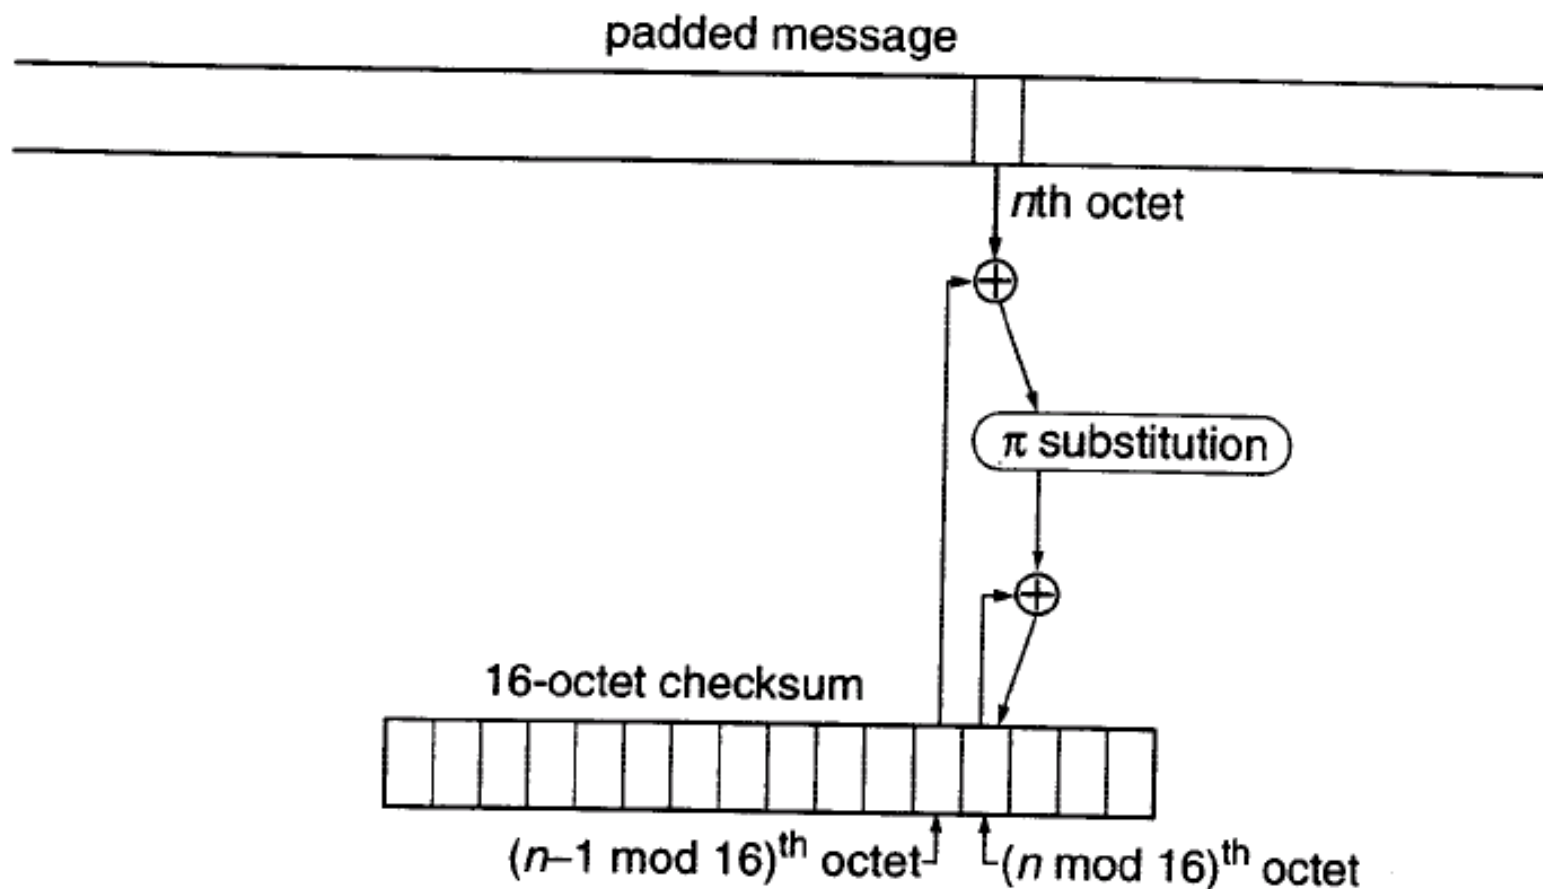 padded message
nth octet
π substitution
16-octet checksum
(n–1 mod 16)th octet
(n mod 16)th octet